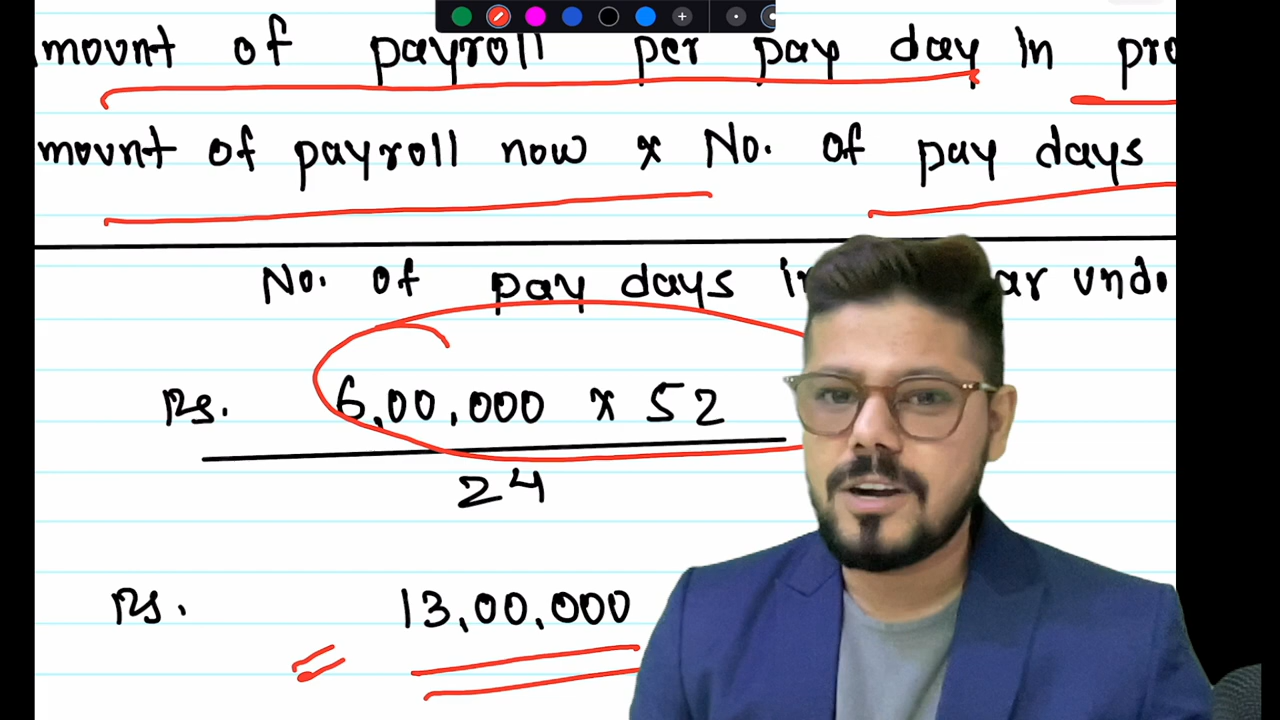 mount of payroll per pay day In pro
mount of payroll now x No. of pay days
No. of pay days in ar undo
Rs. 6,00,000 x 52
24
Rs. 13,00,000